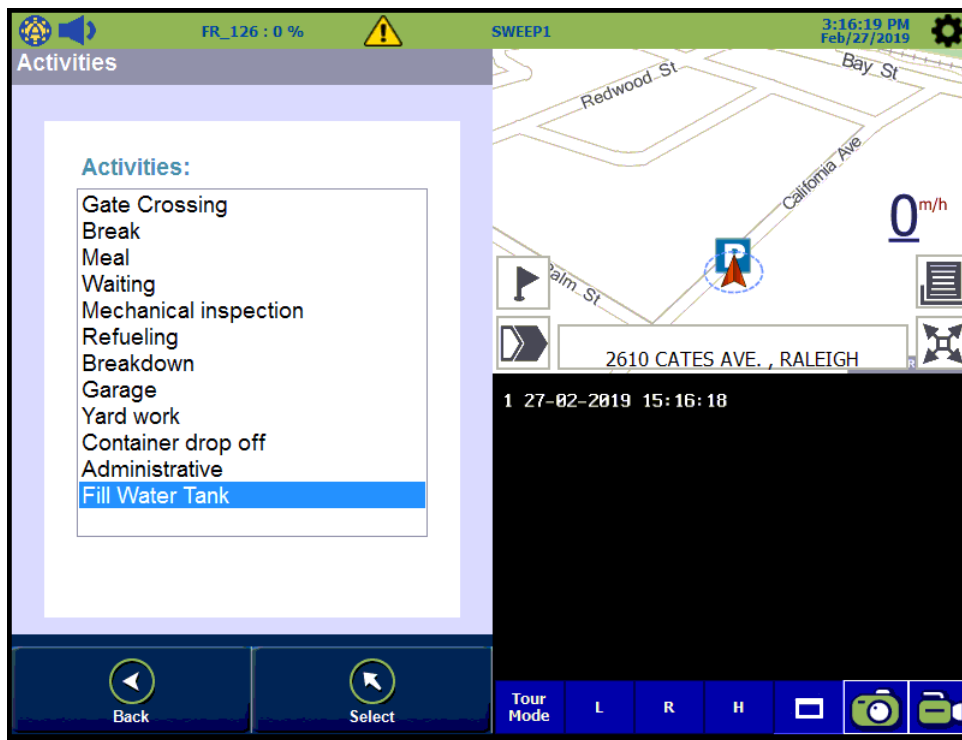 FR_126 : 0 %
SWEEP1
3:16:19 PM
Feb/27/2019
Activities
Activities:
Gate Crossing
Break
Meal
Waiting
Mechanical inspection
Refueling
Breakdown
Garage
Yard work
Container drop off
Administrative
Fill Water Tank
Back
Select
Redwood St
Bay St
California Ave
0 m/h
P
Palm St
2610 CATES AVE. , RALEIGH
R
1 27-02-2019 15:16:18
Tour
Mode
L
R
H